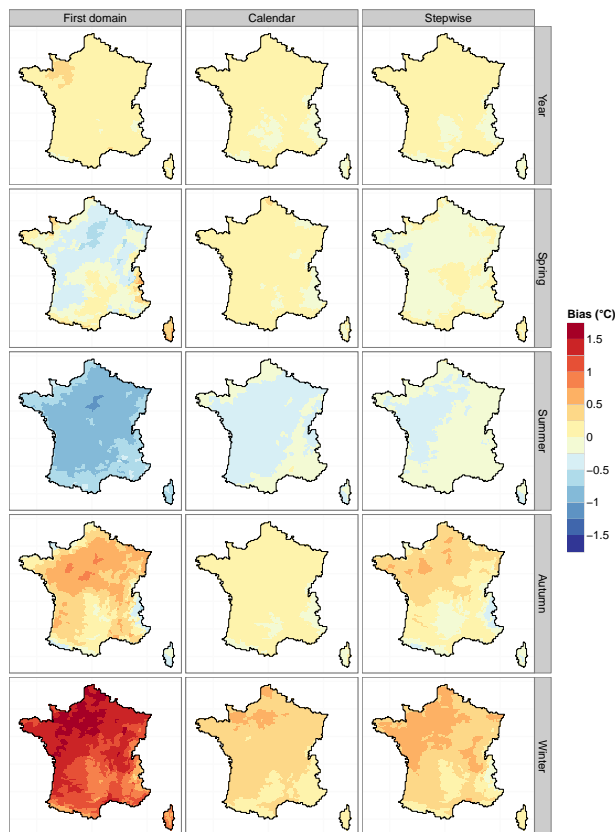 First domain Calendar Stepwise
Year
Spring
Summer
Autumn
Winter
Bias (°C)
1.5
1
0.5
0
−0.5
−1
−1.5